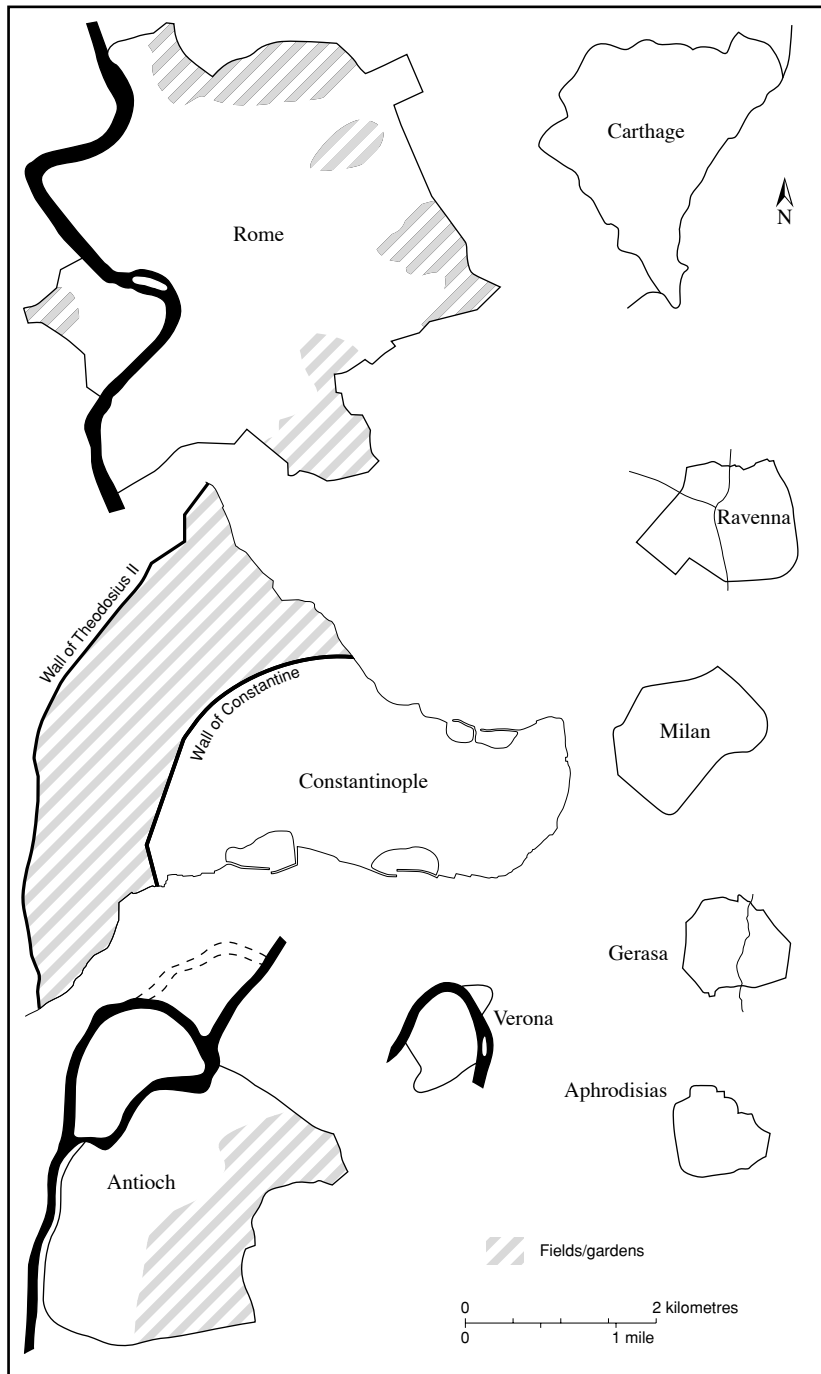 Carthage
N
Rome
Ravenna
Wall of Theodosius II
Wall of Constantine
Milan
Constantinople
Gerasa
Verona
Aphrodisias
Antioch
Fields/gardens
0 2 kilometres
0 1 mile